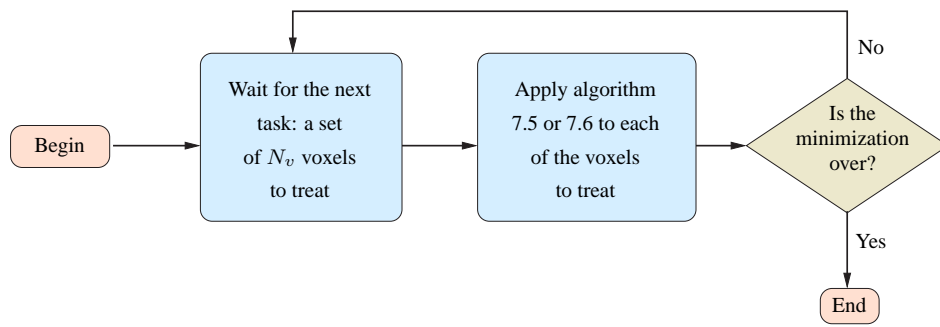 No
Wait for the next
task: a set
of N_v voxels
to treat
Apply algorithm
7.5 or 7.6 to each
of the voxels
to treat
Is the
minimization
over?
Begin
Yes
End